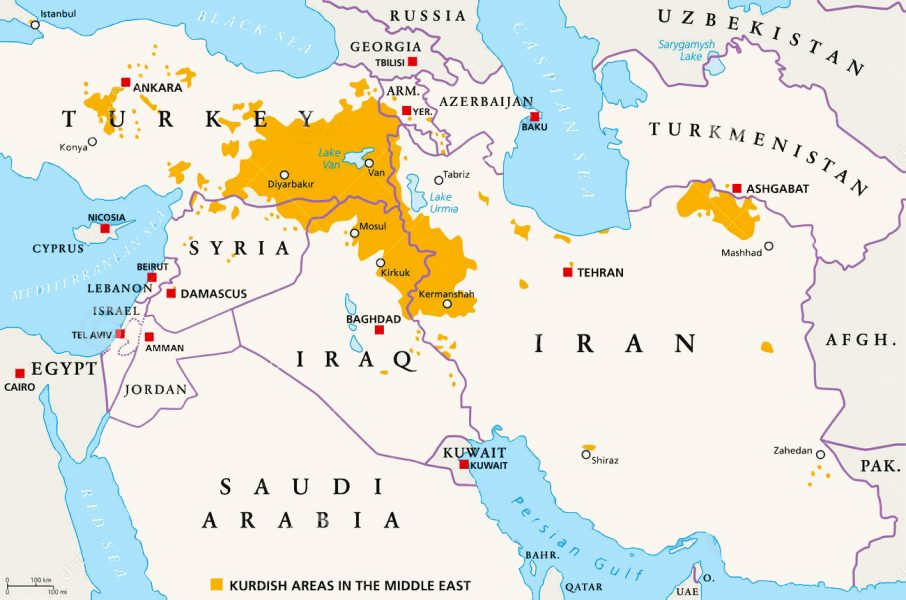 Istanbul
BLACK SEA
RUSSIA
GEORGIA
TBILISI
CASPIAN SEA
UZBEKISTAN
Sarygamysh
Lake
ANKARA
ARM.
YER.
AZERBAIJAN
BAKU
TURKMENISTAN
TURKEY
Konya
Lake
Van
Van
Diyarbakır
Tabriz
Lake
Urmia
ASHGABAT
NICOSIA
CYPRUS
MEDITERRANEAN SEA
SYRIA
Mosul
Kirkuk
Mashhad
BEIRUT
LEBANON
DAMASCUS
TEHRAN
Kermanshah
ISRAEL
TEL AVIV
AMMAN
BAGHDAD
IRAQ
IRAN
AFGH.
EGYPT
CAIRO
JORDAN
KUWAIT
KUWAIT
Shiraz
Zahedan
PAK.
SAUDI
ARABIA
RED SEA
Persian Gulf
BAHR.
QATAR
UAE
O.
0 100 km
0 100 mi
KURDISH AREAS IN THE MIDDLE EAST